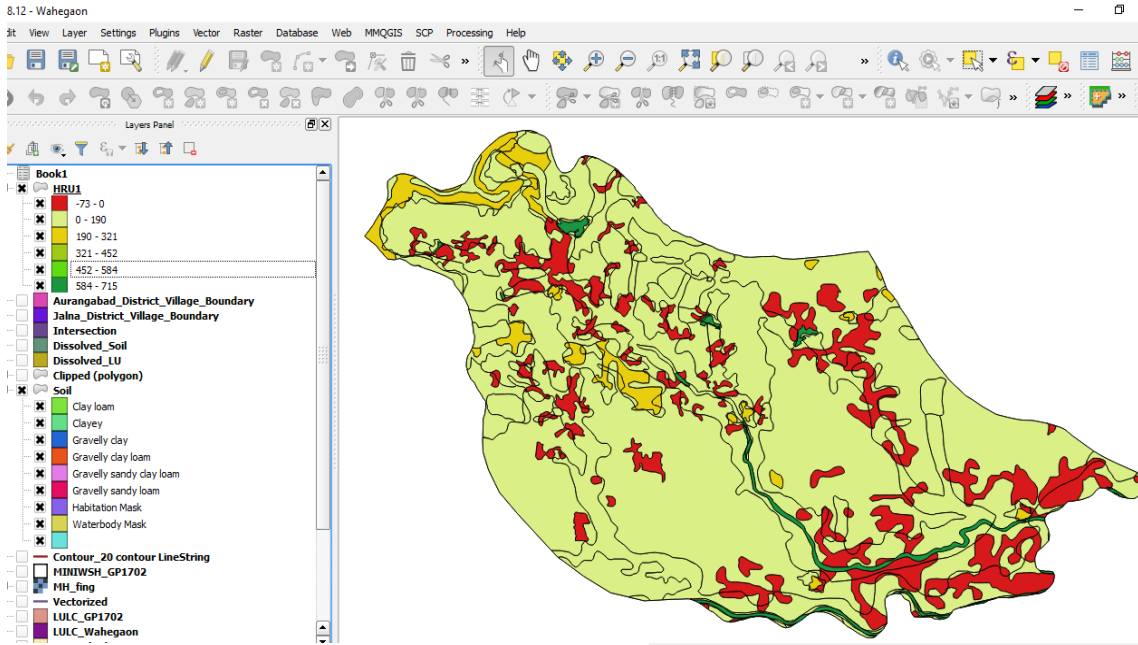 8.12 - Wahegaon
dit View Layer Settings Plugins Vector Raster Database Web MMQGIS SCP Processing Help
Layers Panel
Book1
HRU1
-73 - 0
0 - 190
190 - 321
321 - 452
452 - 584
584 - 715
Aurangabad_District_Village_Boundary
Jalna_District_Village_Boundary
Intersection
Dissolved_Soil
Dissolved_LU
Clipped (polygon)
Soil
Clay loam
Clayey
Gravelly clay
Gravelly clay loam
Gravelly sandy clay loam
Gravelly sandy loam
Habitation Mask
Waterbody Mask
Contour_20 contour LineString
MINIWSH_GP1702
MH_fing
Vectorized
LULC_GP1702
LULC_Wahegaon